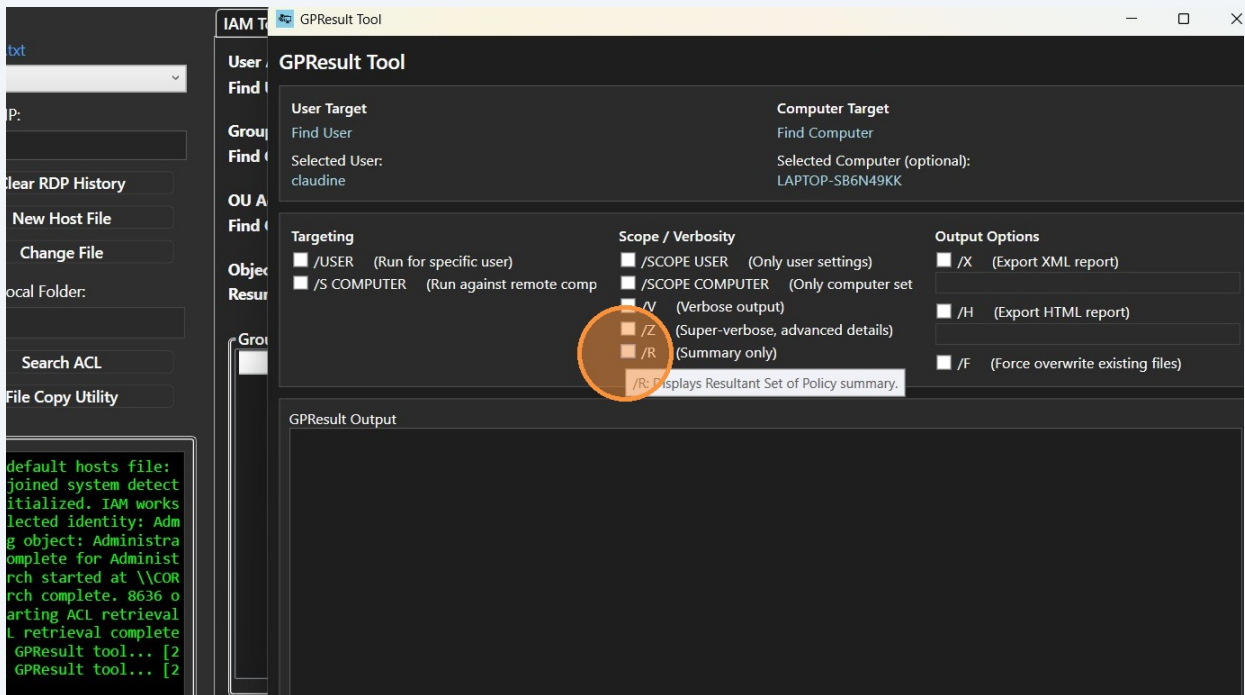 .txt
IP:
Clear RDP History
New Host File
Change File
ocal Folder:
Search ACL
File Copy Utility
default hosts file:
joined system detect
itialized. IAM works
lected identity: Adm
g object: Administra
omplete for Administ
rch started at \\COR
rch complete. 8636 o
arting ACL retrieval
L retrieval complete
GPResult tool... [2
GPResult tool... [2
IAM To
User
Find U
Group
Find
OU A
Find
Objec
Resu
Grou
GPResult Tool
GPResult Tool
User Target
Find User
Selected User:
claudine
Computer Target
Find Computer
Selected Computer (optional):
LAPTOP-SB6N49KK
Targeting
/USER (Run for specific user)
/S COMPUTER (Run against remote comp
Scope / Verbosity
/SCOPE USER (Only user settings)
/SCOPE COMPUTER (Only computer set
/V (Verbose output)
/Z (Super-verbose, advanced details)
/R (Summary only)
/R: Displays Resultant Set of Policy summary.
Output Options
/X (Export XML report)
/H (Export HTML report)
/F (Force overwrite existing files)
GPResult Output